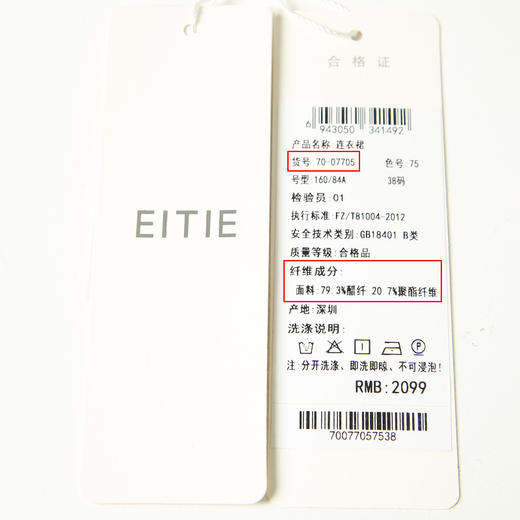 EITIE
合格证
6 943050 341492
产品名称:连衣裙
货号 70-07705 色号:75
号型:160/84A 38码
检验员:01
执行标准:FZ/T81004-2012
安全技术类别:GB18401 B类
质量等级:合格品
纤维成分:
面料:79.3%醋纤 20 7%聚酯纤维
产地:深圳
洗涤说明:
注:分开洗涤、即洗即晾、不可浸泡!
RMB:2099
70077057538